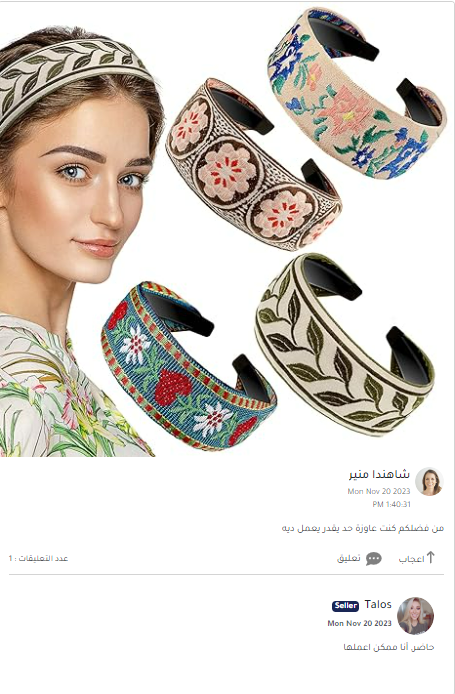 شاهندا منير
Mon Nov 20 2023
1:40:31 PM
من فضلكم كنت عاوزة حد يقدر يعمل ديه
اعجاب تعليق عدد التعليقات : 1
Talos Seller
Mon Nov 20 2023
حاضر, أنا ممكن اعملها